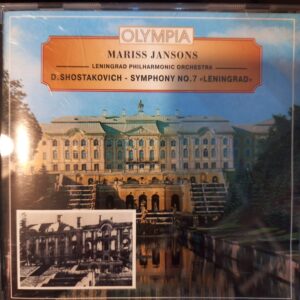 OLYMPIA
MARISS JANSONS
LENINGRAD PHILHARMONIC ORCHESTRA
D.SHOSTAKOVICH - SYMPHONY NO.7 «LENINGRAD»